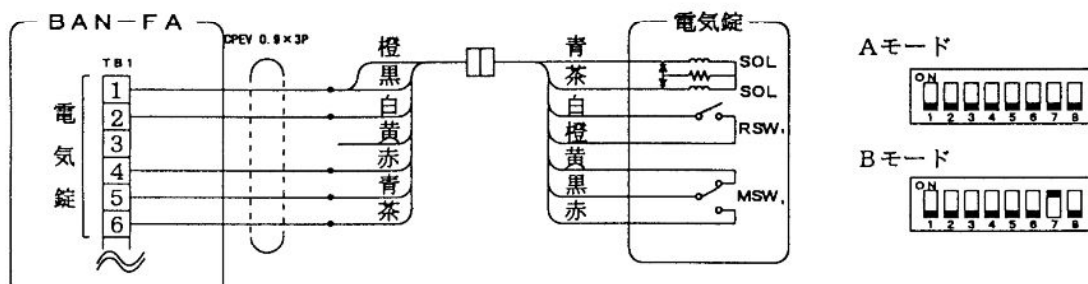 BAN-FA
CPEV 0.9×3P
TB1
電気錠
1
2
3
4
5
6
橙
黒
白
黄
赤
青
茶
青
茶
白
橙
黄
黒
赤
電気錠
SOL
SOL
RSW₁
MSW₁
Aモード
ON
1 2 3 4 5 6 7 8
Bモード
ON
1 2 3 4 5 6 7 8